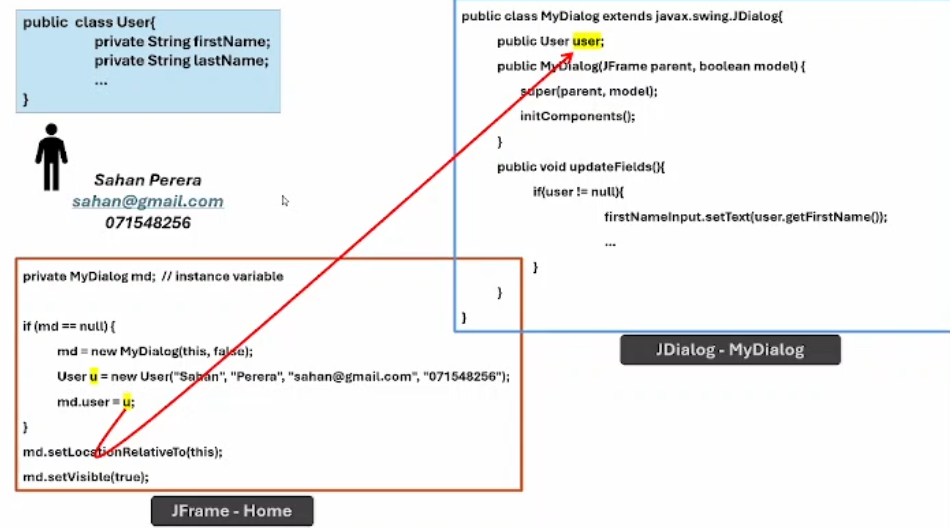 public class User{
private String firstName;
private String lastName;
...
}
Sahan Perera
sahan@gmail.com
071548256
private MyDialog md; // instance variable
if (md == null) {
md = new MyDialog(this, false);
User u = new User("Sahan", "Perera", "sahan@gmail.com", "071548256");
md.user = u;
}
md.setLocationRelativeTo(this);
md.setVisible(true);
JFrame - Home
public class MyDialog extends javax.swing.JDialog{
public User user;
public MyDialog(JFrame parent, boolean model) {
super(parent, model);
initComponents();
}
public void updateFields(){
if(user != null){
firstNameInput.setText(user.getFirstName());
...
}
}
}
JDialog - MyDialog